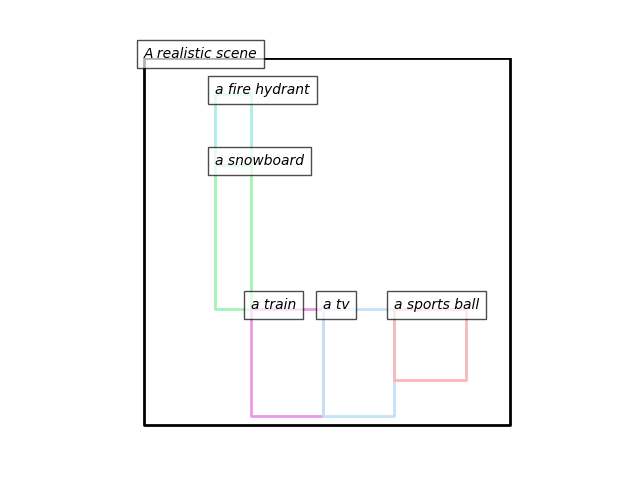 A realistic scene
a fire hydrant
a snowboard
a train
a tv
a sports ball